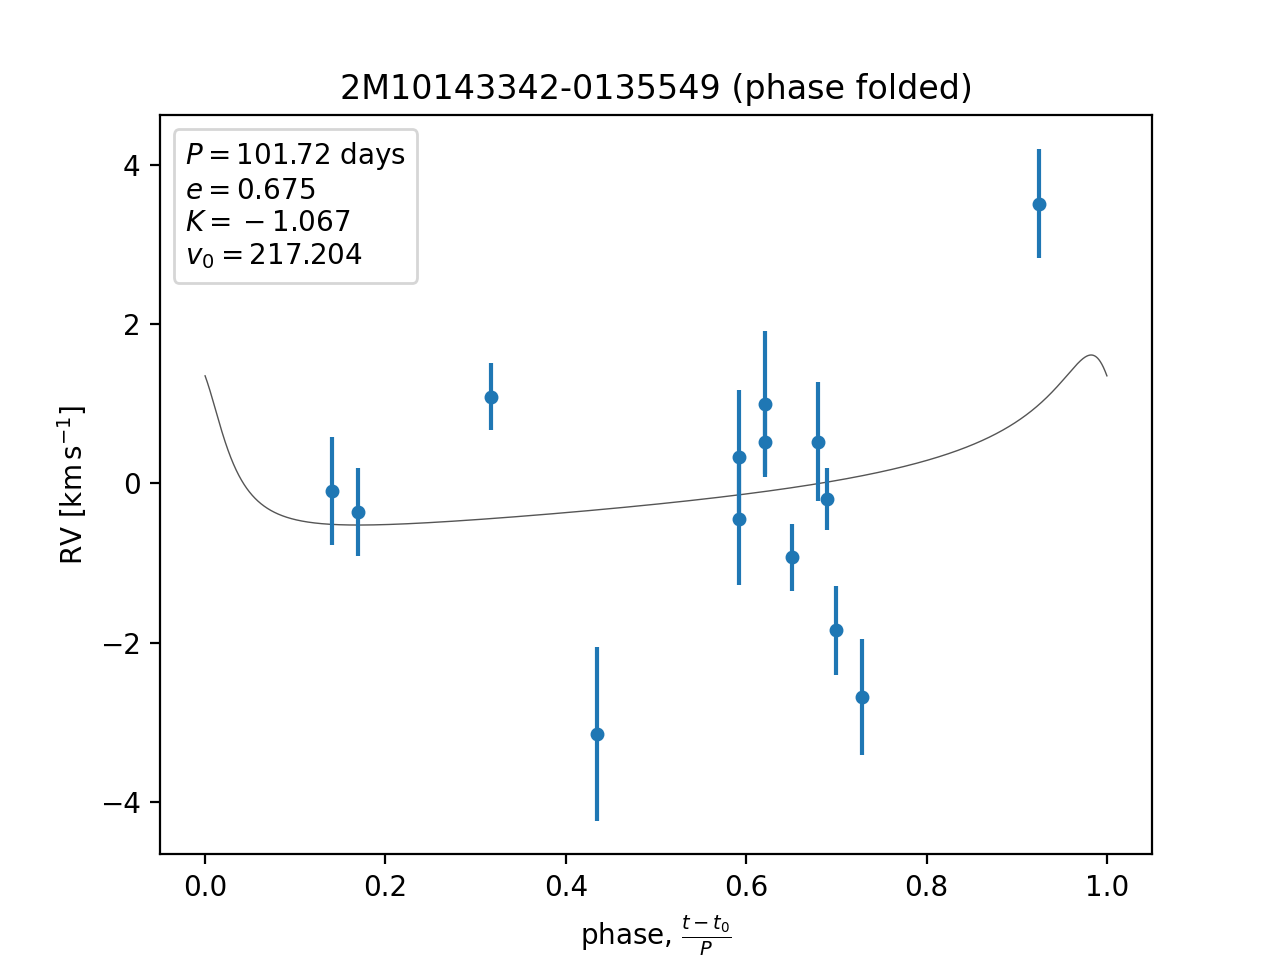 2M10143342-0135549 (phase folded)
P = 101.72 days
e = 0.675
K = −1.067
v₀ = 217.204
RV [km s⁻¹]
4
2
0
−2
−4
0.0 0.2 0.4 0.6 0.8 1.0
phase, (t − t₀)/P